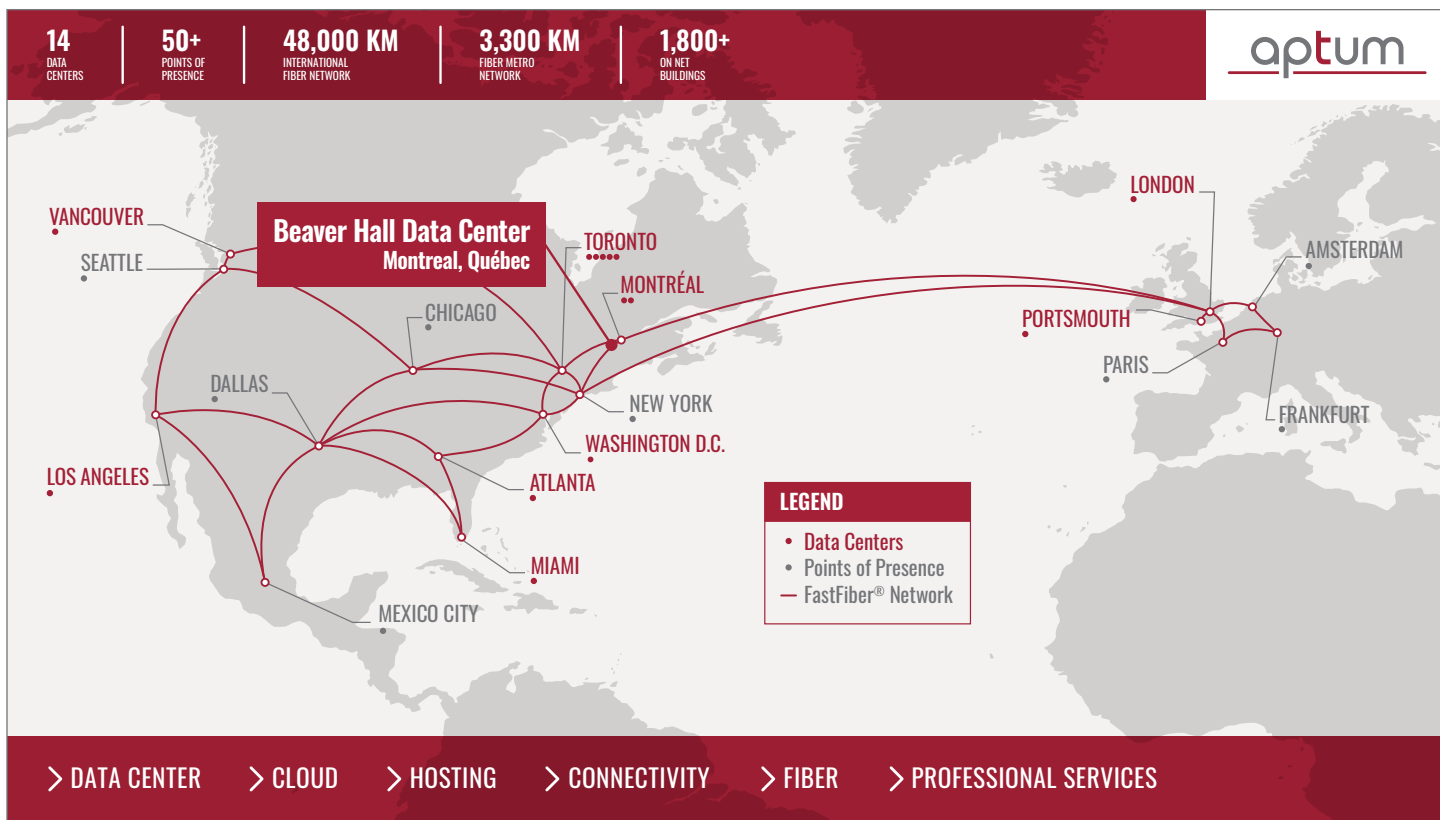 14
DATA
CENTERS
50+
POINTS OF
PRESENCE
48,000 KM
INTERNATIONAL
FIBER NETWORK
3,300 KM
FIBER METRO
NETWORK
1,800+
ON NET
BUILDINGS
aptum
VANCOUVER
SEATTLE
Beaver Hall Data Center
Montreal, Québec
TORONTO
MONTRÉAL
CHICAGO
DALLAS
NEW YORK
WASHINGTON D.C.
LOS ANGELES
ATLANTA
MIAMI
MEXICO CITY
LONDON
AMSTERDAM
PORTSMOUTH
PARIS
FRANKFURT
LEGEND
Data Centers
Points of Presence
FastFiber® Network
DATA CENTER
CLOUD
HOSTING
CONNECTIVITY
FIBER
PROFESSIONAL SERVICES